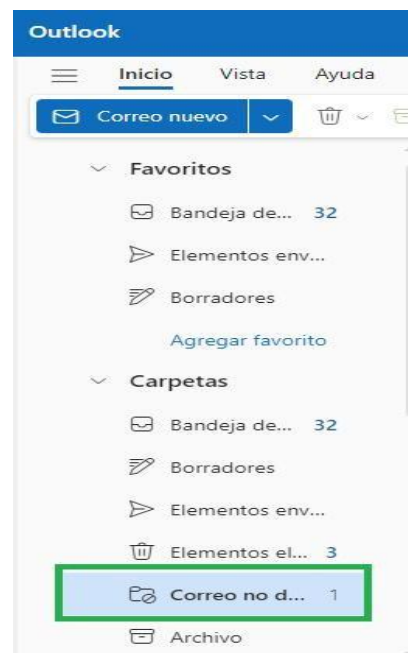 Outlook
Inicio Vista Ayuda
Correo nuevo
Favoritos
Bandeja de... 32
Elementos env...
Borradores
Agregar favorito
Carpetas
Bandeja de... 32
Borradores
Elementos env...
Elementos el... 3
Correo no d... 1
Archivo